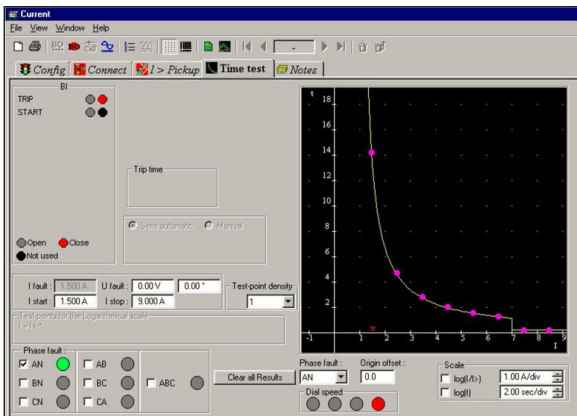 Current
File View Window Help
Config Connect I> Pickup Time test Notes
BI
TRIP
START
Trip time
Semi automatic Manual
Open Close
Not used
I fault : 1.500 A U fault : 0.00 V 0.00 °
I start : 1.500 A I stop : 9.000 A
Test-point density
1
Test-points for the Logarithmical scale
Phase fault :
AN AB
BN BC ABC
CN CA
Clear all Results
t
18
16
14
12
10
8
6
4
2
-1 1 2 3 4 5 6 7 8 9
I
Phase fault : Origin offset :
AN 0.0
Dial speed
Scale
log(I/I>) 1.00 A/div
log(t) 2.00 sec/div